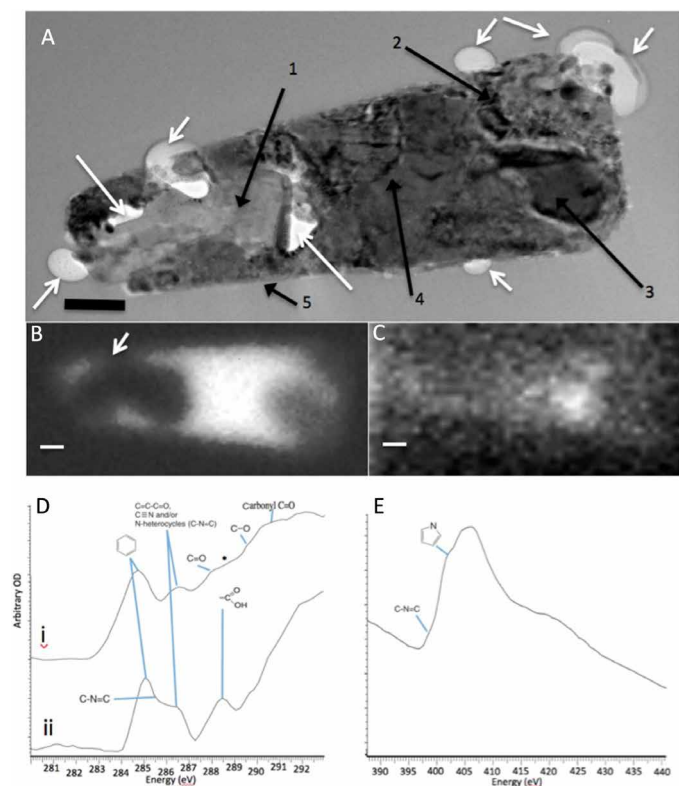 A
1
2
3
4
5
B
C
D
C=C-C=O,
C≡N and/or
N-heterocycles (C-N=C)
Carbonyl C=O
C−O
C=O
O
OH
C-N=C
i
ii
Arbitrary OD
281 282 283 284 285 286 287 288 289 290 291 292
Energy (eV)
E
N
C-N=C
390 395 400 405 410 415 420 425 430 435 440
Energy (eV)